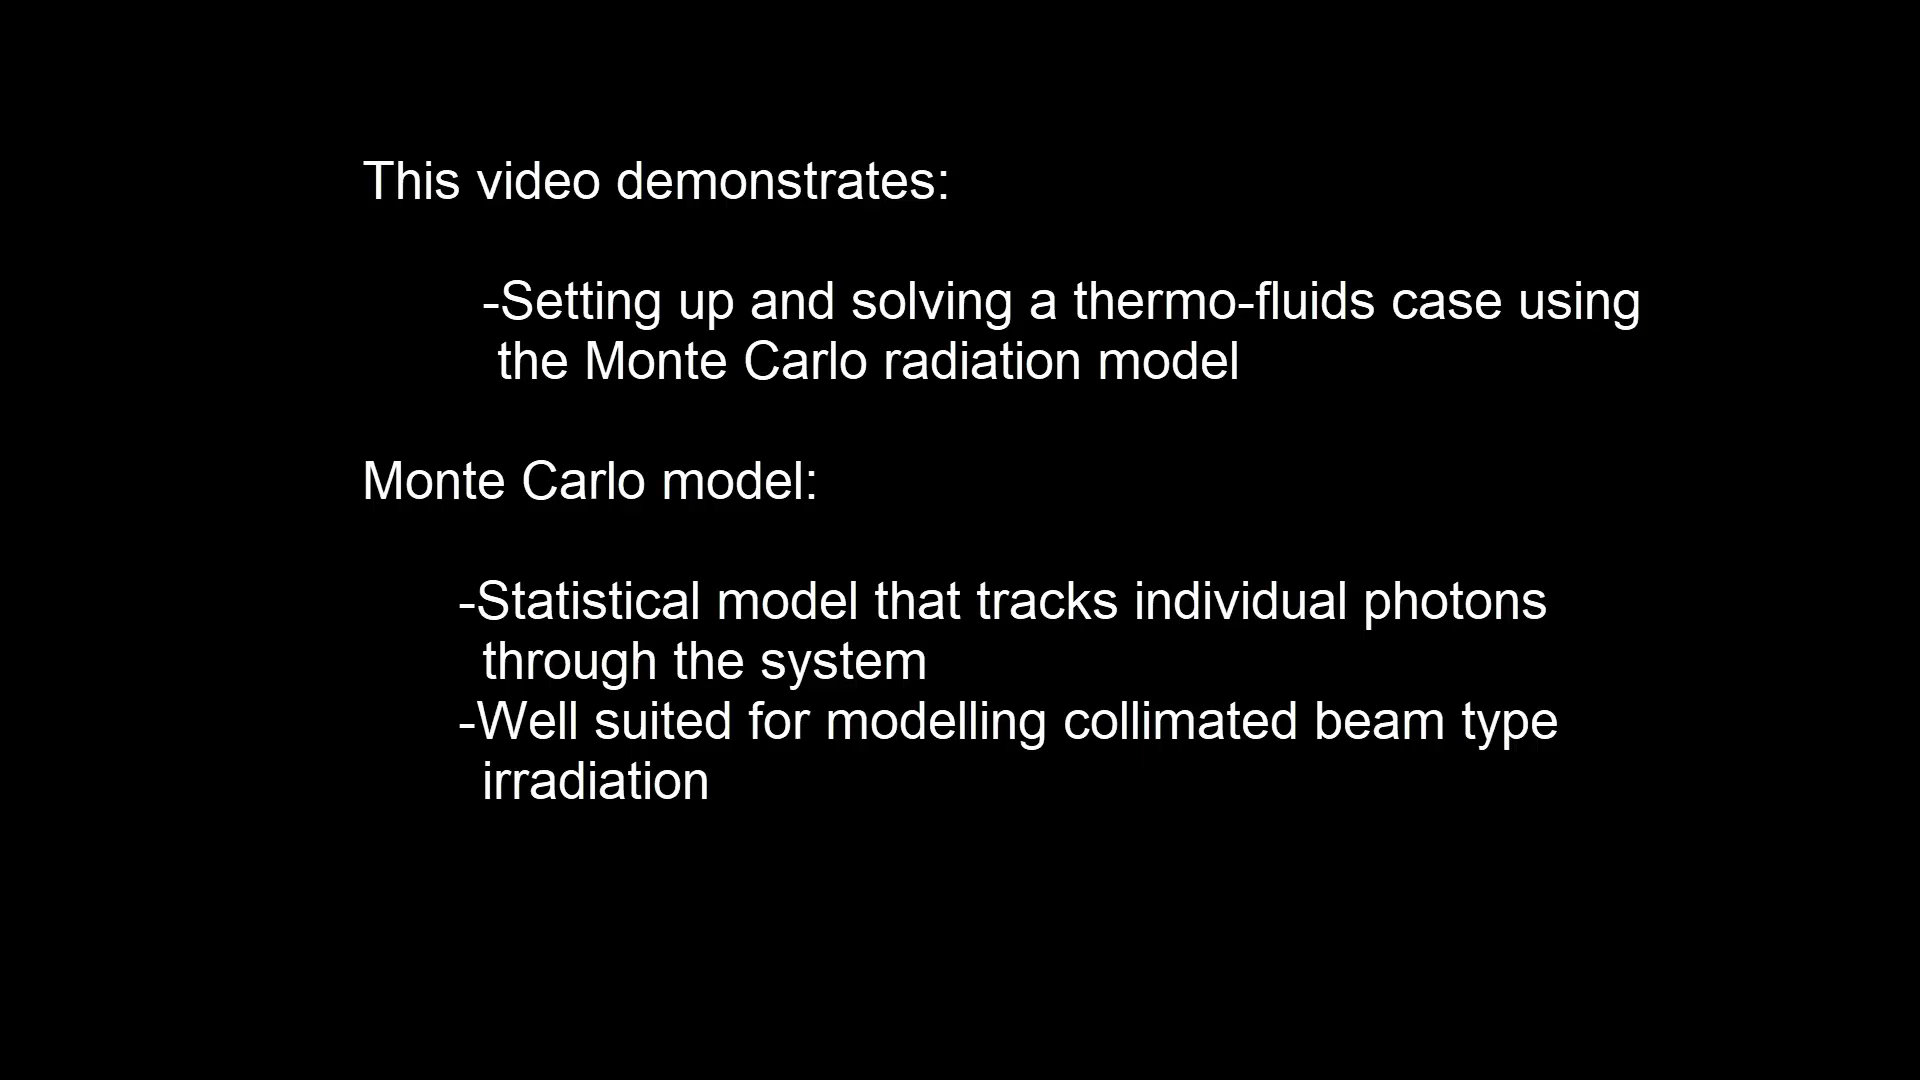 This video demonstrates:
-Setting up and solving a thermo-fluids case using
the Monte Carlo radiation model
Monte Carlo model:
-Statistical model that tracks individual photons
through the system
-Well suited for modelling collimated beam type
irradiation